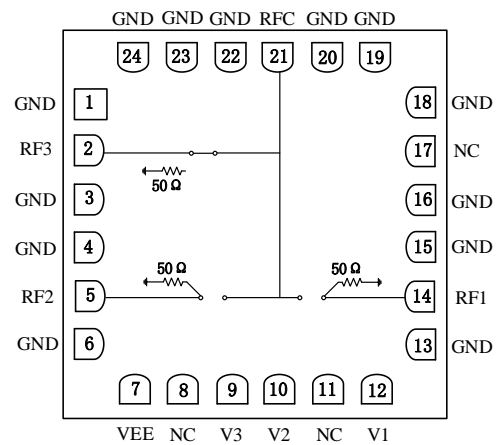 GND GND GND RFC GND GND
24 23 22 21 20 19
GND 1 18 GND
RF3 2 17 NC
50 Ω
GND 3 16 GND
GND 4 15 GND
50 Ω 50 Ω
RF2 5 14 RF1
GND 6 13 GND
7 8 9 10 11 12
VEE NC V3 V2 NC V1